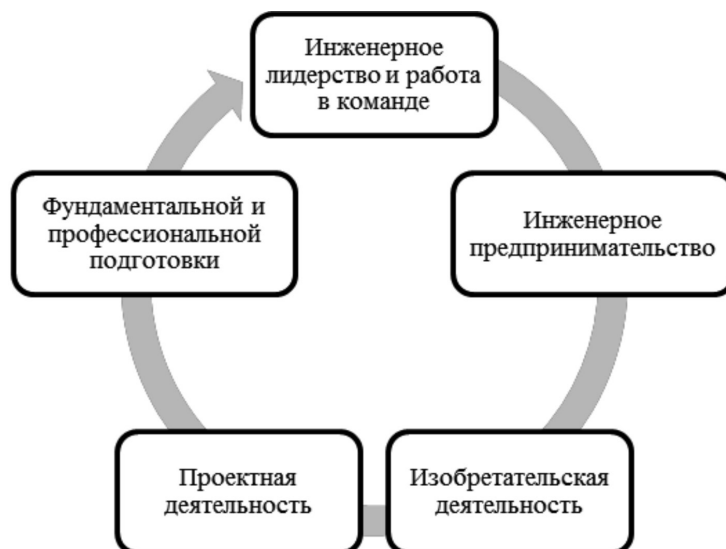 Инженерное
лидерство и работа
в команде
Инженерное
предпринимательство
Изобретательская
деятельность
Проектная
деятельность
Фундаментальной и
профессиональной
подготовки